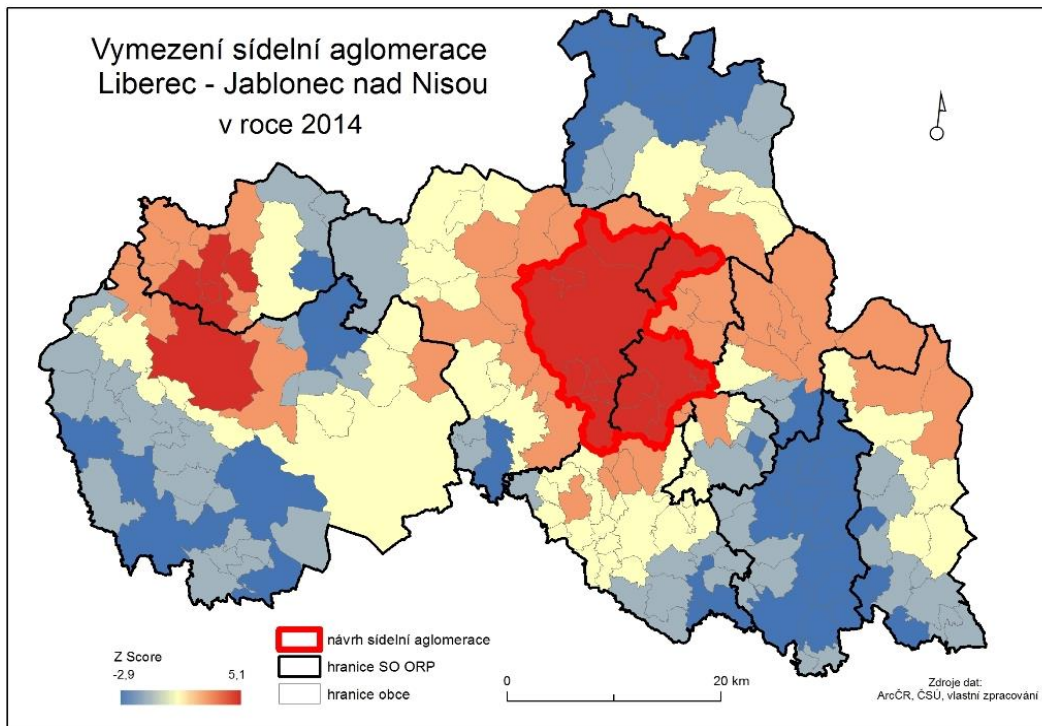 Vymezení sídelní aglomerace
Liberec - Jablonec nad Nisou
v roce 2014
Z Score
-2,9
5,1
návrh sídelní aglomerace
hranice SO ORP
hranice obce
0
20 km
Zdroje dat:
ArcČR, ČSÚ, vlastní zpracování